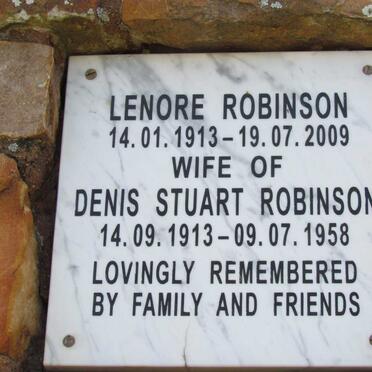 LENORE ROBINSON
14.01.1913 – 19.07.2009
WIFE OF
DENIS STUART ROBINSON
14.09.1913 – 09.07.1958
LOVINGLY REMEMBERED
BY FAMILY AND FRIENDS